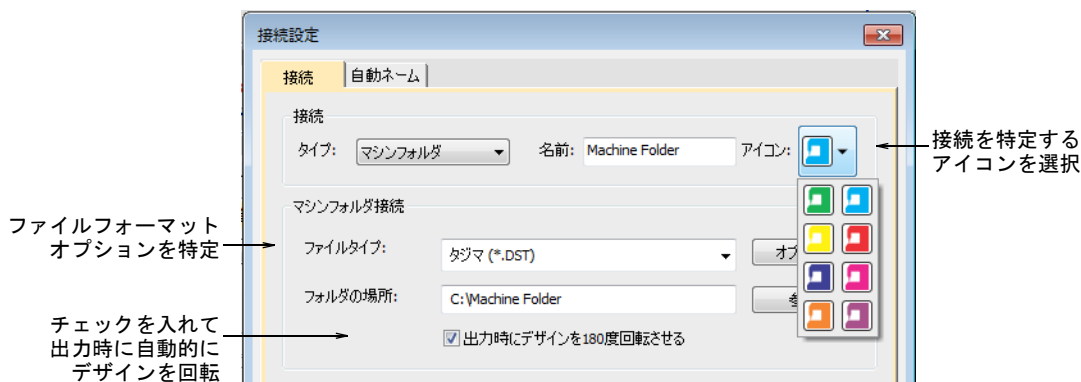 接続設定
接続 自動ネーム
接続
タイプ: マシンフォルダ 名前: Machine Folder アイコン:
接続を特定する
アイコンを選択
マシンフォルダ接続
ファイルフォーマット
オプションを特定
ファイルタイプ: タジマ (*.DST)
フォルダの場所: C:\Machine Folder
チェックを入れて
出力時に自動的に
デザインを回転
出力時にデザインを180度回転させる